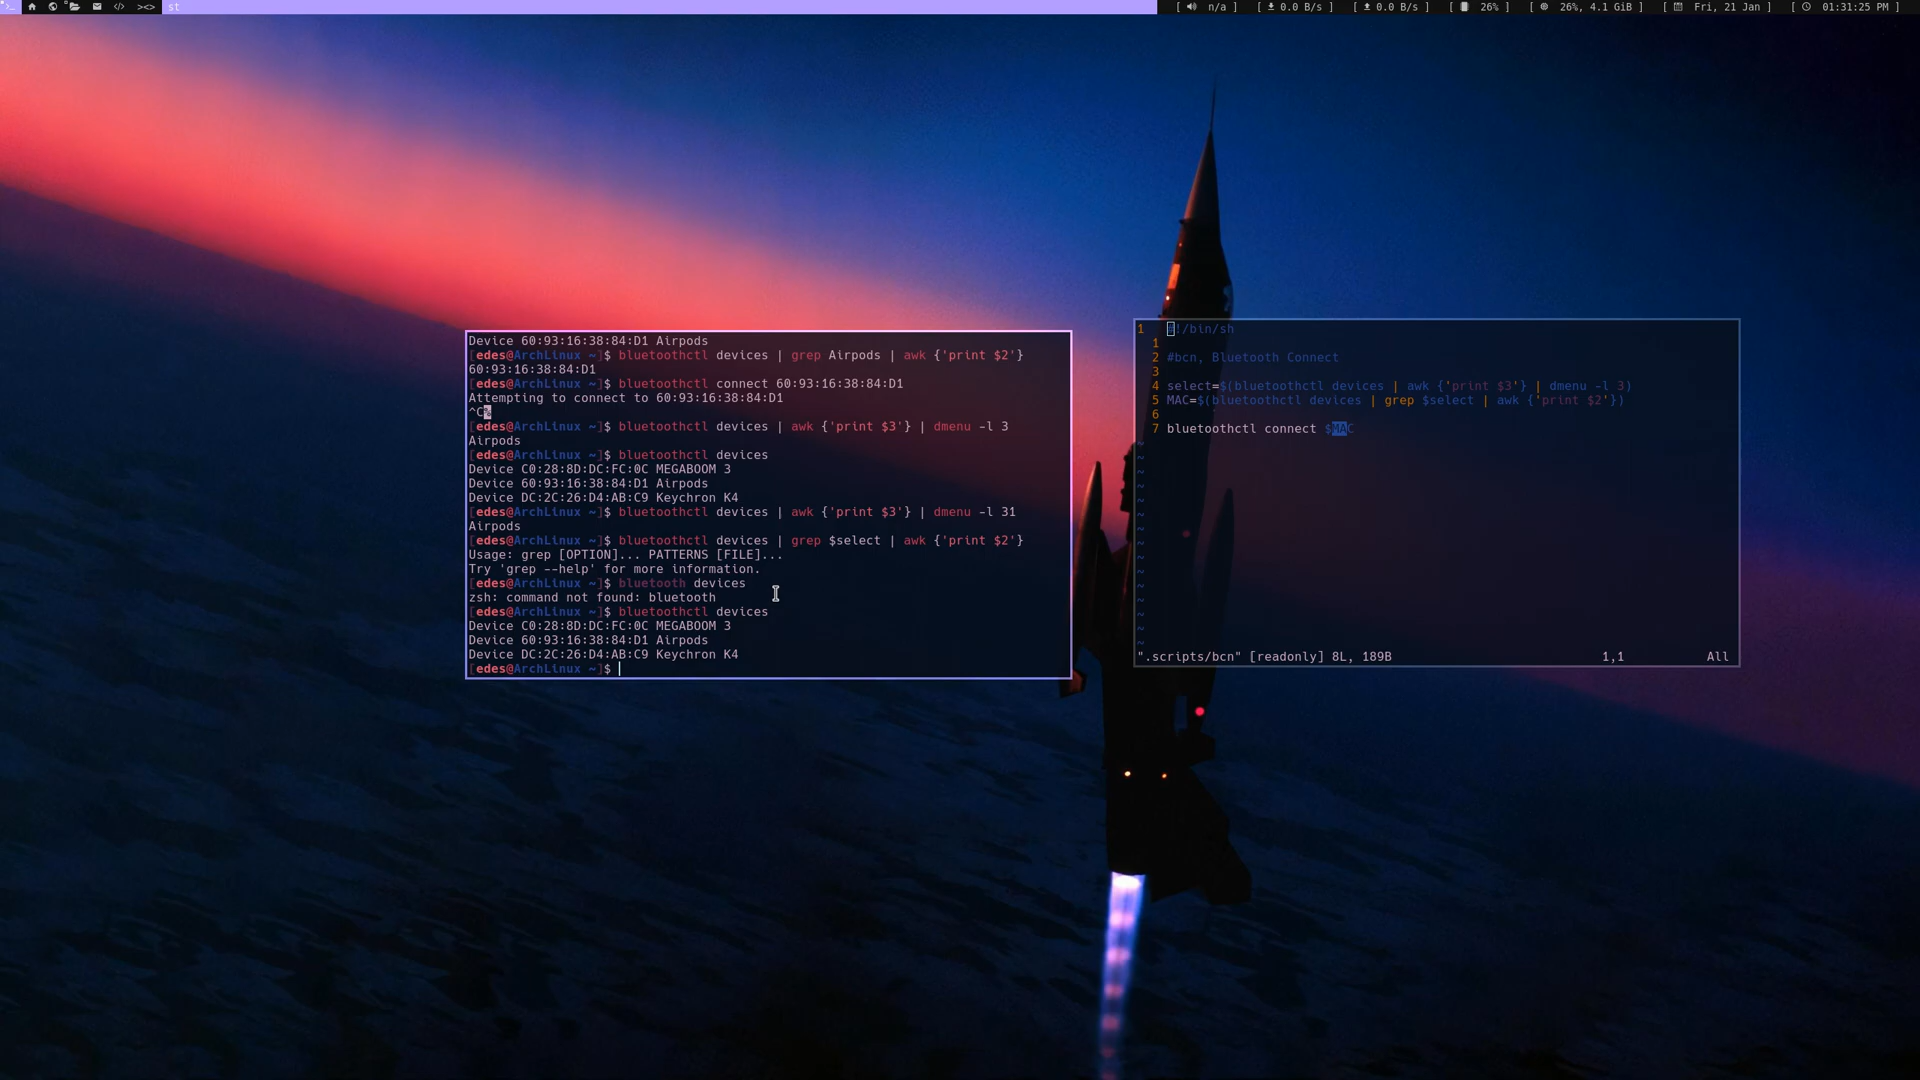 st [ n/a ] [ 0.0 B/s ] [ 0.0 B/s ] [ 26% ] [ 26%, 4.1 GiB ] [ Fri, 21 Jan ] [ 01:31:25 PM ]
Device 60:93:16:38:84:D1 Airpods
[edes@ArchLinux ~]$ bluetoothctl devices | grep Airpods | awk {'print $2'}
60:93:16:38:84:D1
[edes@ArchLinux ~]$ bluetoothctl connect 60:93:16:38:84:D1
Attempting to connect to 60:93:16:38:84:D1
^C%
[edes@ArchLinux ~]$ bluetoothctl devices | awk {'print $3'} | dmenu -l 3
Airpods
[edes@ArchLinux ~]$ bluetoothctl devices
Device C0:28:8D:DC:FC:0C MEGABOOM 3
Device 60:93:16:38:84:D1 Airpods
Device DC:2C:26:D4:AB:C9 Keychron K4
[edes@ArchLinux ~]$ bluetoothctl devices | awk {'print $3'} | dmenu -l 31
Airpods
[edes@ArchLinux ~]$ bluetoothctl devices | grep $select | awk {'print $2'}
Usage: grep [OPTION]... PATTERNS [FILE]...
Try 'grep --help' for more information.
[edes@ArchLinux ~]$ bluetooth devices
zsh: command not found: bluetooth
[edes@ArchLinux ~]$ bluetoothctl devices
Device C0:28:8D:DC:FC:0C MEGABOOM 3
Device 60:93:16:38:84:D1 Airpods
Device DC:2C:26:D4:AB:C9 Keychron K4
[edes@ArchLinux ~]$
1 #!/bin/sh
1
2 #bcn, Bluetooth Connect
3
4 select=$(bluetoothctl devices | awk {'print $3'} | dmenu -l 3)
5 MAC=$(bluetoothctl devices | grep $select | awk {'print $2'})
6
7 bluetoothctl connect $MAC
~
~
~
~
~
~
~
~
~
~
~
~
~
~
".scripts/bcn" [readonly] 8L, 189B 1,1 All